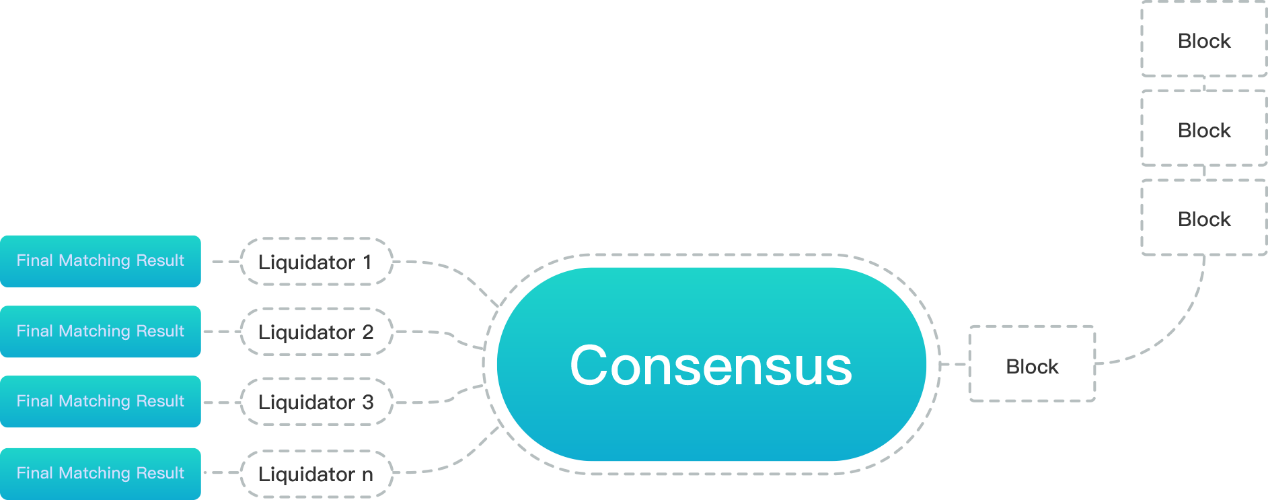 Block
Block
Block
Final Matching Result
Liquidator 1
Final Matching Result
Liquidator 2
Consensus
Block
Final Matching Result
Liquidator 3
Final Matching Result
Liquidator n